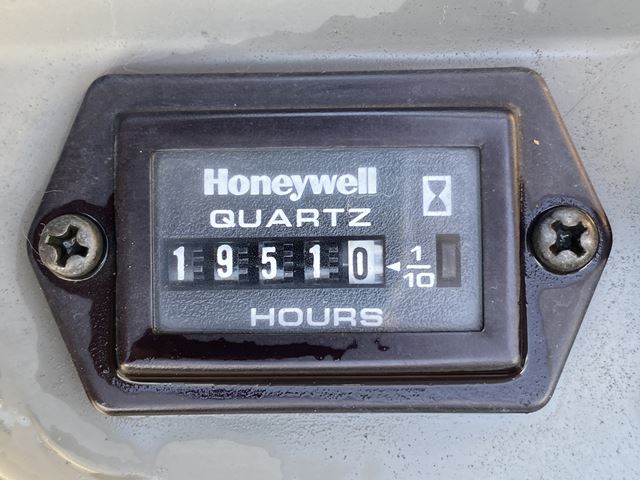 Honeywell
QUARTZ
19510 ◄ 1/10
HOURS